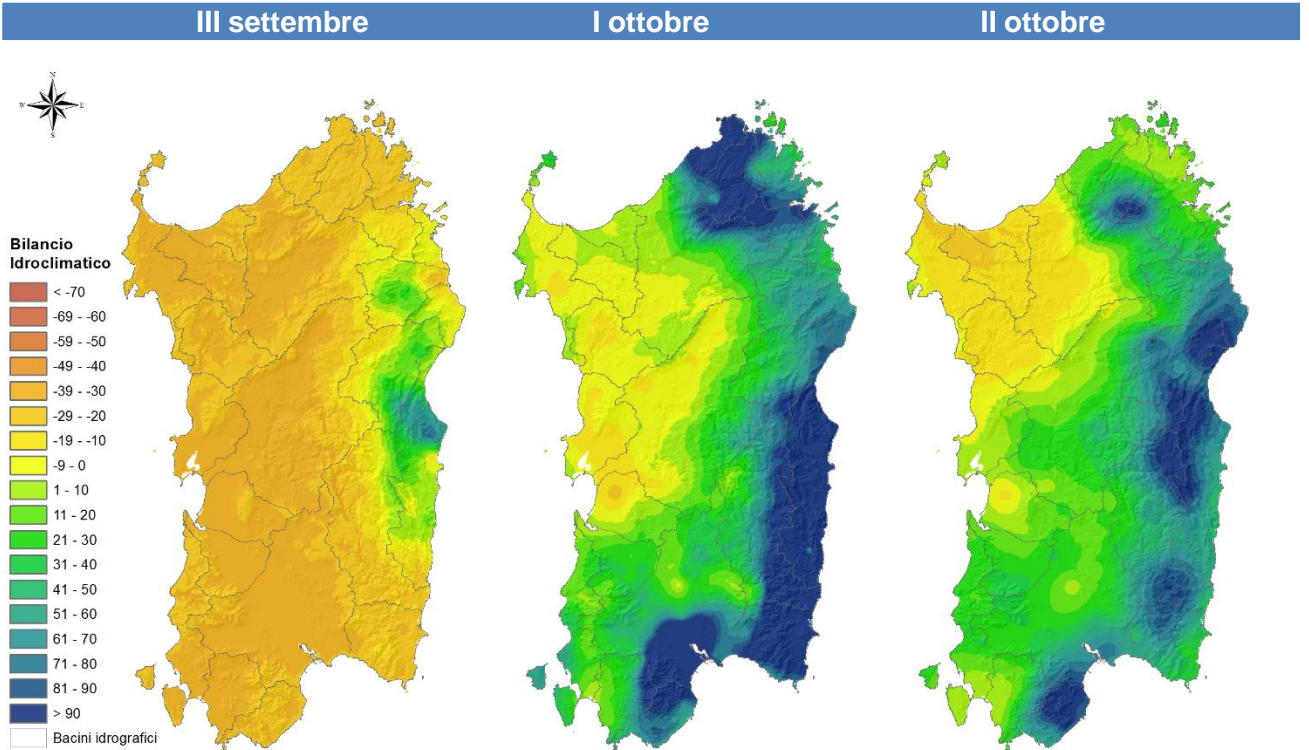 III settembre
I ottobre
II ottobre
N
W E
S
Bilancio
Idroclimatico
< -70
-69 - -60
-59 - -50
-49 - -40
-39 - -30
-29 - -20
-19 - -10
-9 - 0
1 - 10
11 - 20
21 - 30
31 - 40
41 - 50
51 - 60
61 - 70
71 - 80
81 - 90
> 90
Bacini idrografici